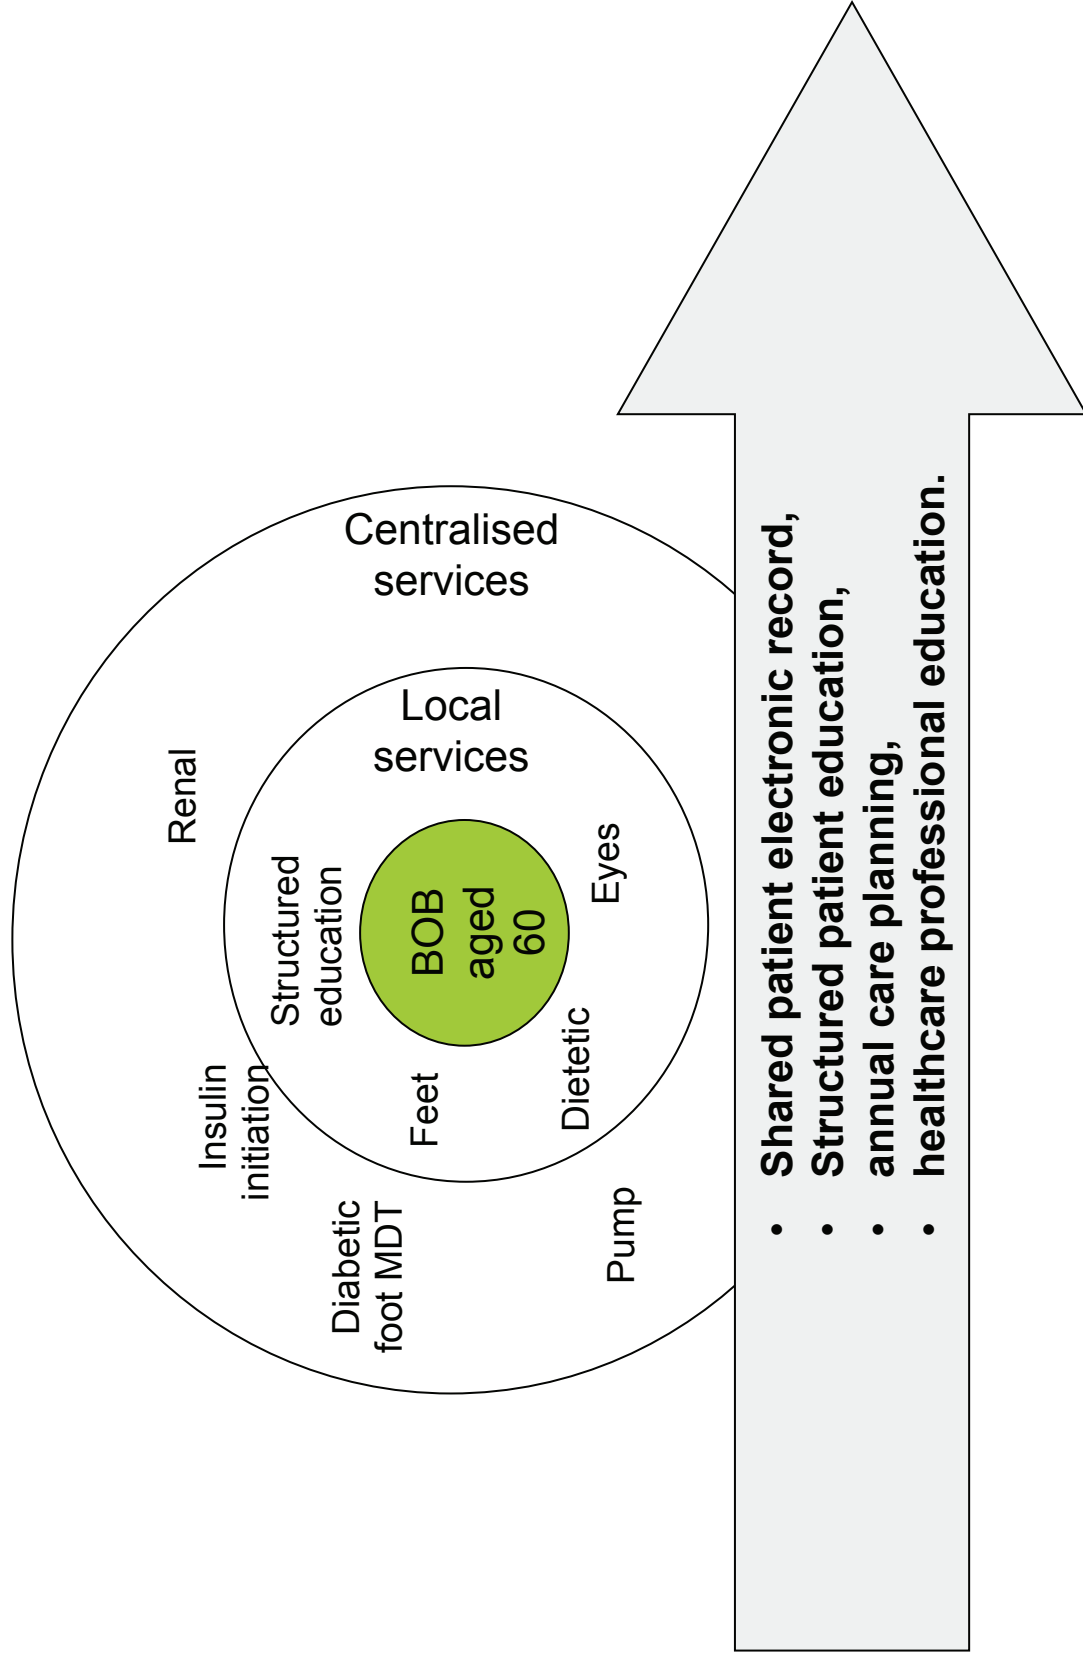 Renal
Insulin
initiation
Structured
education
Diabetic
foot MDT
Feet
BOB
aged
60
Local
services
Centralised
services
Dietetic
Eyes
Pump
• Shared patient electronic record,
• Structured patient education,
• annual care planning,
• healthcare professional education.